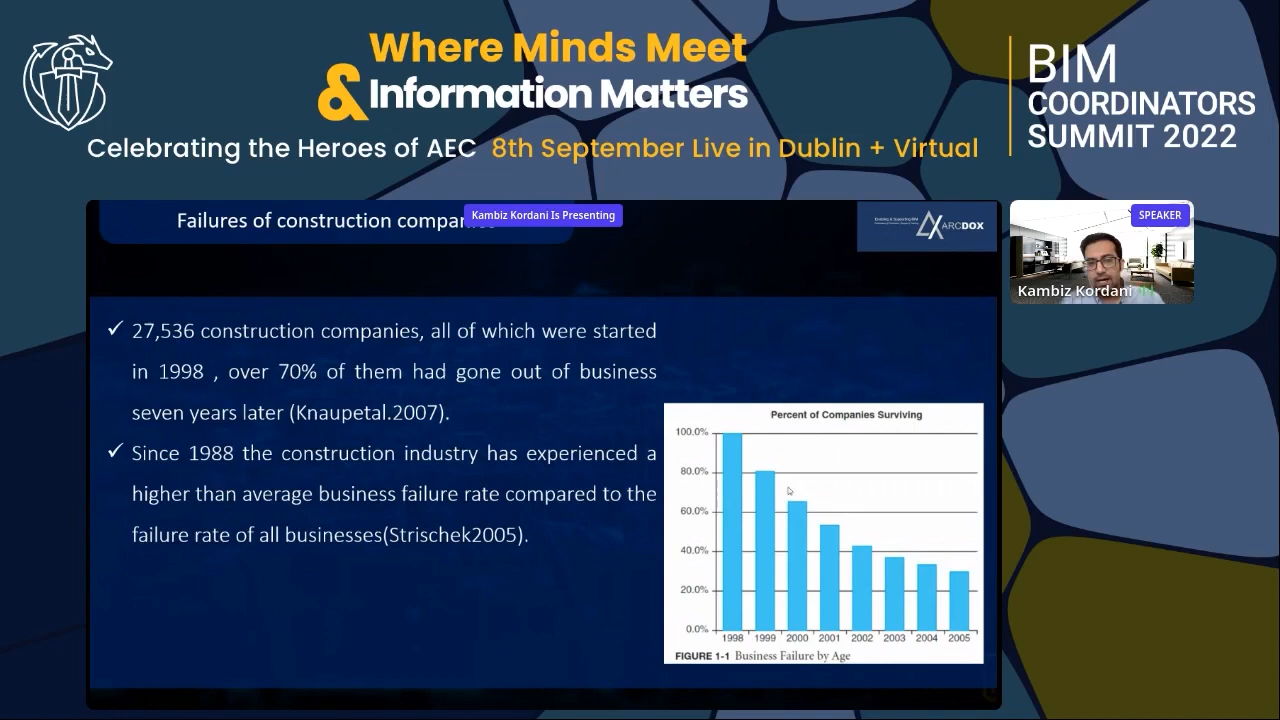 Where Minds Meet
& Information Matters
Celebrating the Heroes of AEC 8th September Live in Dublin + Virtual
BIM
COORDINATORS
SUMMIT 2022
Failures of construction
Kambiz Kordani Is Presenting
ARCDOX
SPEAKER
Kambiz Kordani
27,536 construction companies, all of which were started
in 1998 , over 70% of them had gone out of business
seven years later (Knaupetal.2007).
Since 1988 the construction industry has experienced a
higher than average business failure rate compared to the
failure rate of all businesses(Strischek2005).
Percent of Companies Surviving
100.0%
80.0%
60.0%
40.0%
20.0%
0.0%
1998 1999 2000 2001 2002 2003 2004 2005
FIGURE 1-1 Business Failure by Age